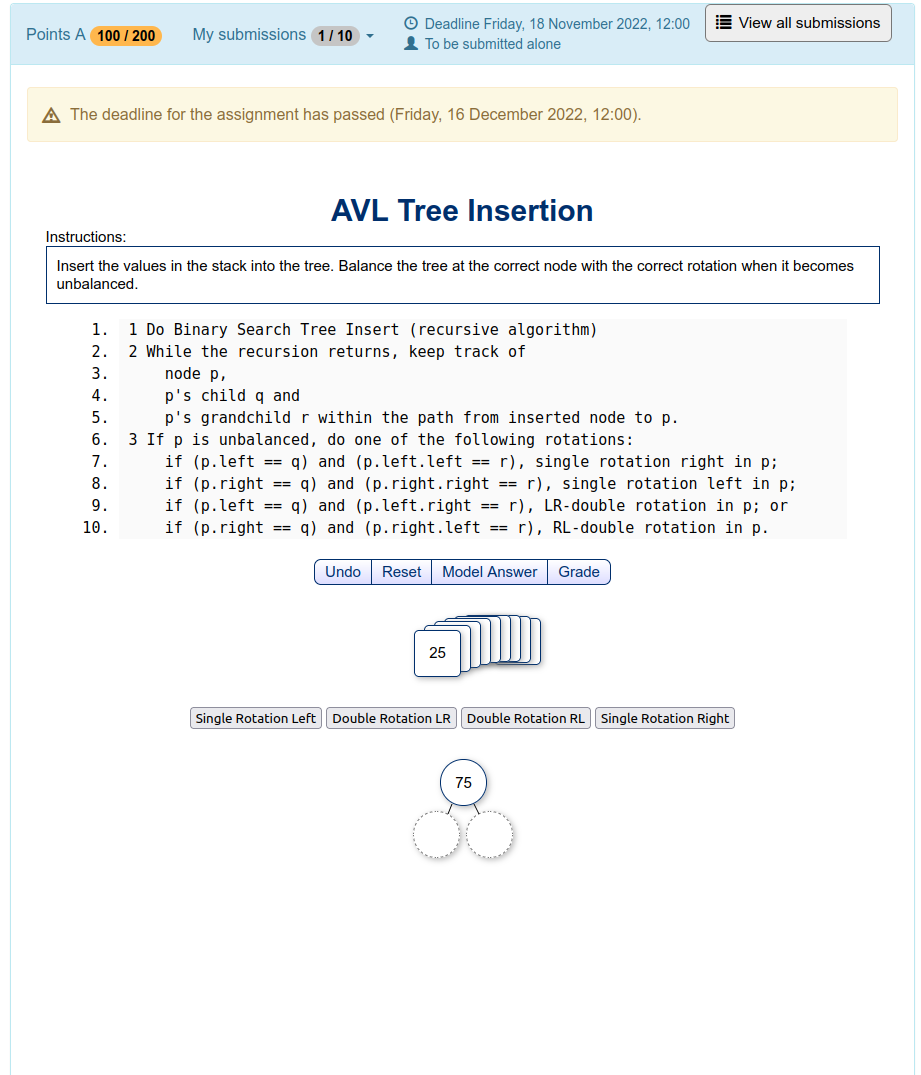 Points A 100 / 200 My submissions 1 / 10 Deadline Friday, 18 November 2022, 12:00 View all submissions
To be submitted alone
The deadline for the assignment has passed (Friday, 16 December 2022, 12:00).
AVL Tree Insertion
Instructions:
Insert the values in the stack into the tree. Balance the tree at the correct node with the correct rotation when it becomes
unbalanced.
1. 1 Do Binary Search Tree Insert (recursive algorithm)
2. 2 While the recursion returns, keep track of
3. node p,
4. p's child q and
5. p's grandchild r within the path from inserted node to p.
6. 3 If p is unbalanced, do one of the following rotations:
7. if (p.left == q) and (p.left.left == r), single rotation right in p;
8. if (p.right == q) and (p.right.right == r), single rotation left in p;
9. if (p.left == q) and (p.left.right == r), LR-double rotation in p; or
10. if (p.right == q) and (p.right.left == r), RL-double rotation in p.
Undo Reset Model Answer Grade
25
Single Rotation Left Double Rotation LR Double Rotation RL Single Rotation Right
75